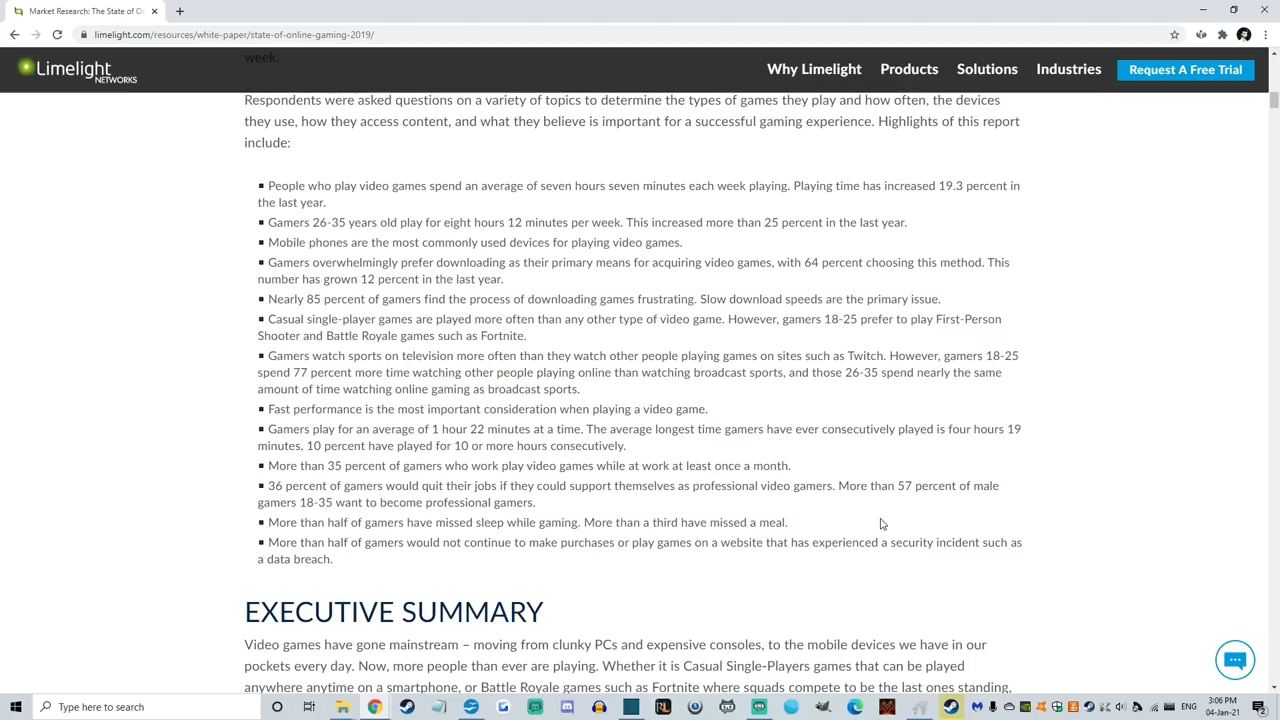 Market Research: The State of On
limelight.com/resources/white-paper/state-of-online-gaming-2019/
week.
Limelight
NETWORKS
Why Limelight
Products
Solutions
Industries
Request A Free Trial
Respondents were asked questions on a variety of topics to determine the types of games they play and how often, the devices
they use, how they access content, and what they believe is important for a successful gaming experience. Highlights of this report
include:
▪ People who play video games spend an average of seven hours seven minutes each week playing. Playing time has increased 19.3 percent in
the last year.
▪ Gamers 26-35 years old play for eight hours 12 minutes per week. This increased more than 25 percent in the last year.
▪ Mobile phones are the most commonly used devices for playing video games.
▪ Gamers overwhelmingly prefer downloading as their primary means for acquiring video games, with 64 percent choosing this method. This
number has grown 12 percent in the last year.
▪ Nearly 85 percent of gamers find the process of downloading games frustrating. Slow download speeds are the primary issue.
▪ Casual single-player games are played more often than any other type of video game. However, gamers 18-25 prefer to play First-Person
Shooter and Battle Royale games such as Fortnite.
▪ Gamers watch sports on television more often than they watch other people playing games on sites such as Twitch. However, gamers 18-25
spend 77 percent more time watching other people playing online than watching broadcast sports, and those 26-35 spend nearly the same
amount of time watching online gaming as broadcast sports.
▪ Fast performance is the most important consideration when playing a video game.
▪ Gamers play for an average of 1 hour 22 minutes at a time. The average longest time gamers have ever consecutively played is four hours 19
minutes. 10 percent have played for 10 or more hours consecutively.
▪ More than 35 percent of gamers who work play video games while at work at least once a month.
▪ 36 percent of gamers would quit their jobs if they could support themselves as professional video gamers. More than 57 percent of male
gamers 18-35 want to become professional gamers.
▪ More than half of gamers have missed sleep while gaming. More than a third have missed a meal.
▪ More than half of gamers would not continue to make purchases or play games on a website that has experienced a security incident such as
a data breach.
EXECUTIVE SUMMARY
Video games have gone mainstream – moving from clunky PCs and expensive consoles, to the mobile devices we have in our
pockets every day. Now, more people than ever are playing. Whether it is Casual Single-Players games that can be played
anywhere anytime on a smartphone, or Battle Royale games such as Fortnite where squads compete to be the last ones standing,
Type here to search
ENG
3:06 PM
04-Jan-21
2